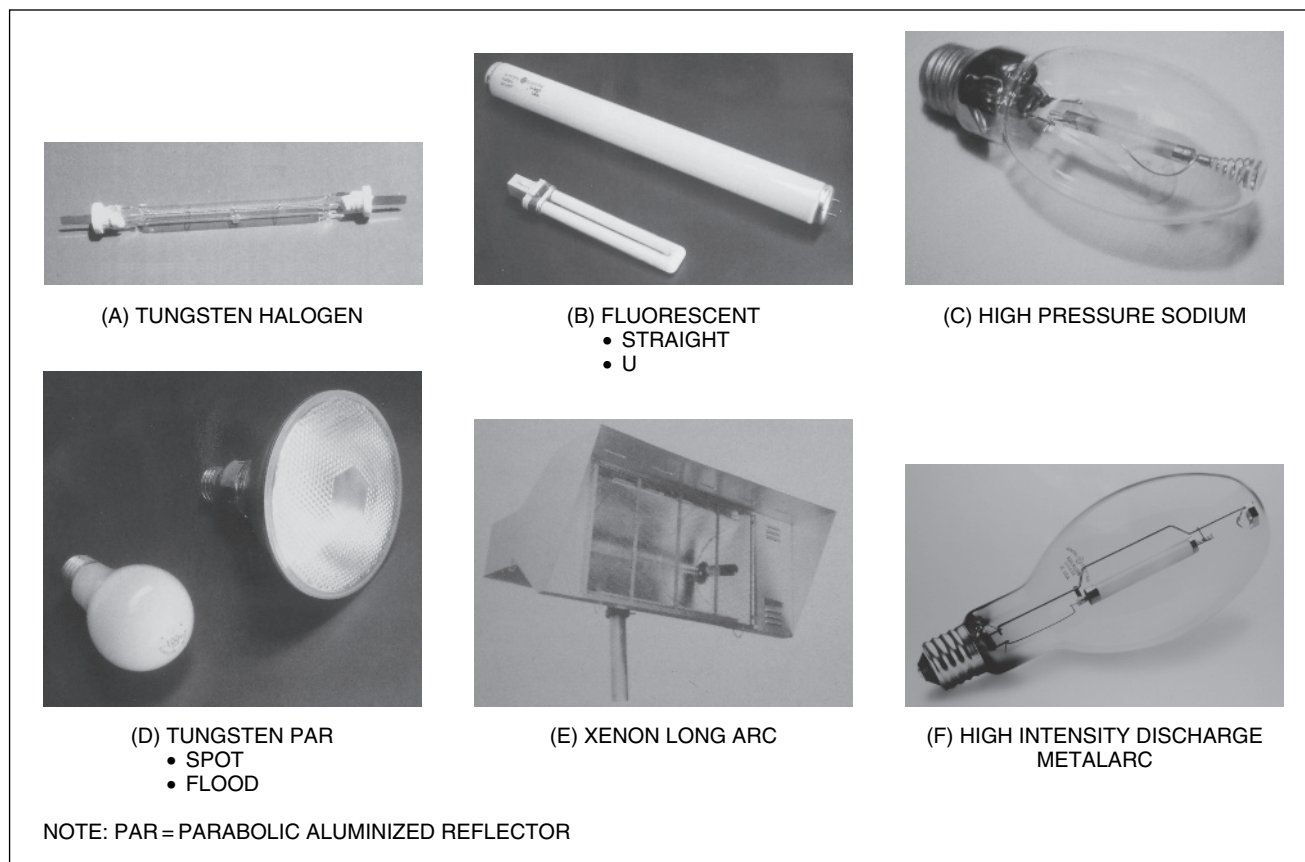 (A) TUNGSTEN HALOGEN
(B) FLUORESCENT
• STRAIGHT
• U
(C) HIGH PRESSURE SODIUM
(D) TUNGSTEN PAR
• SPOT
• FLOOD
(E) XENON LONG ARC
(F) HIGH INTENSITY DISCHARGE
METALARC
NOTE: PAR = PARABOLIC ALUMINIZED REFLECTOR